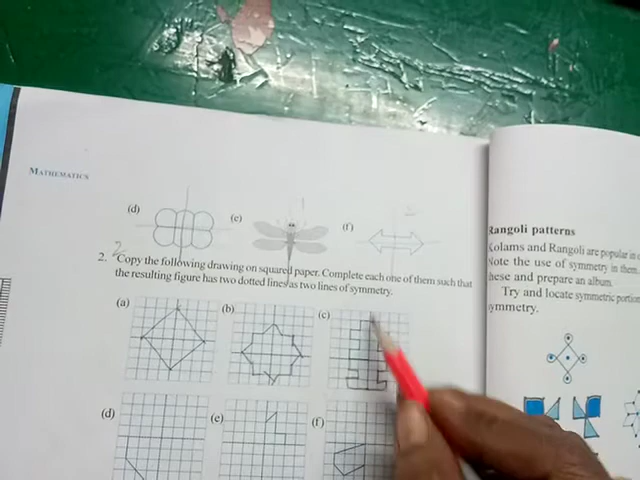 MATHEMATICS
(d) (e) (f)
2. Copy the following drawing on squared paper. Complete each one of them such that
the resulting figure has two dotted lines as two lines of symmetry.
(a) (b) (c)
(d) (e) (f)
Rangoli patterns
Kolams and Rangoli are popular in
Note the use of symmetry in them
these and prepare an album.
Try and locate symmetric portio
symmetry.